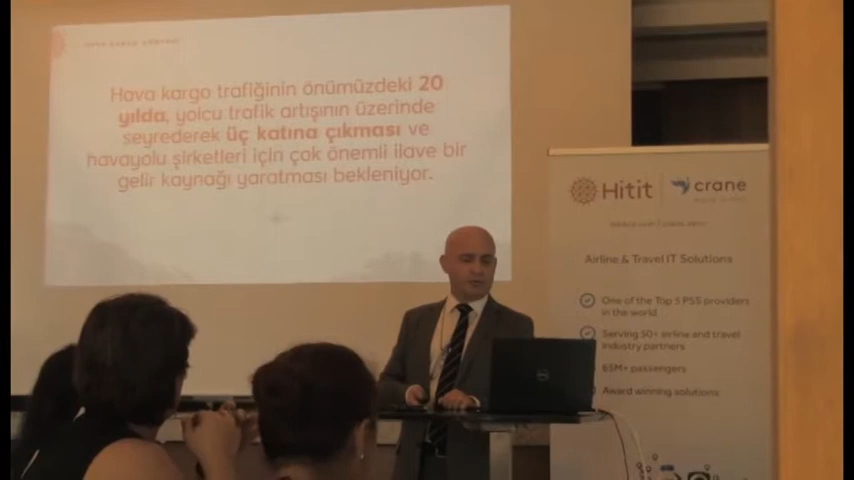 Hava kargo trafiğinin önümüzdeki 20
yılda, yolcu trafik artışının üzerinde
seyrederek üç katına çıkması ve
havayolu şirketleri için çok önemli ilave bir
gelir kaynağı yaratması bekleniyor.
Hitit crane
Airline & Travel IT Solutions
One of the Top 5 PSS providers
in the world
Serving 50+ airline and travel
industry partners
65M+ passengers
Award winning solutions
DELL